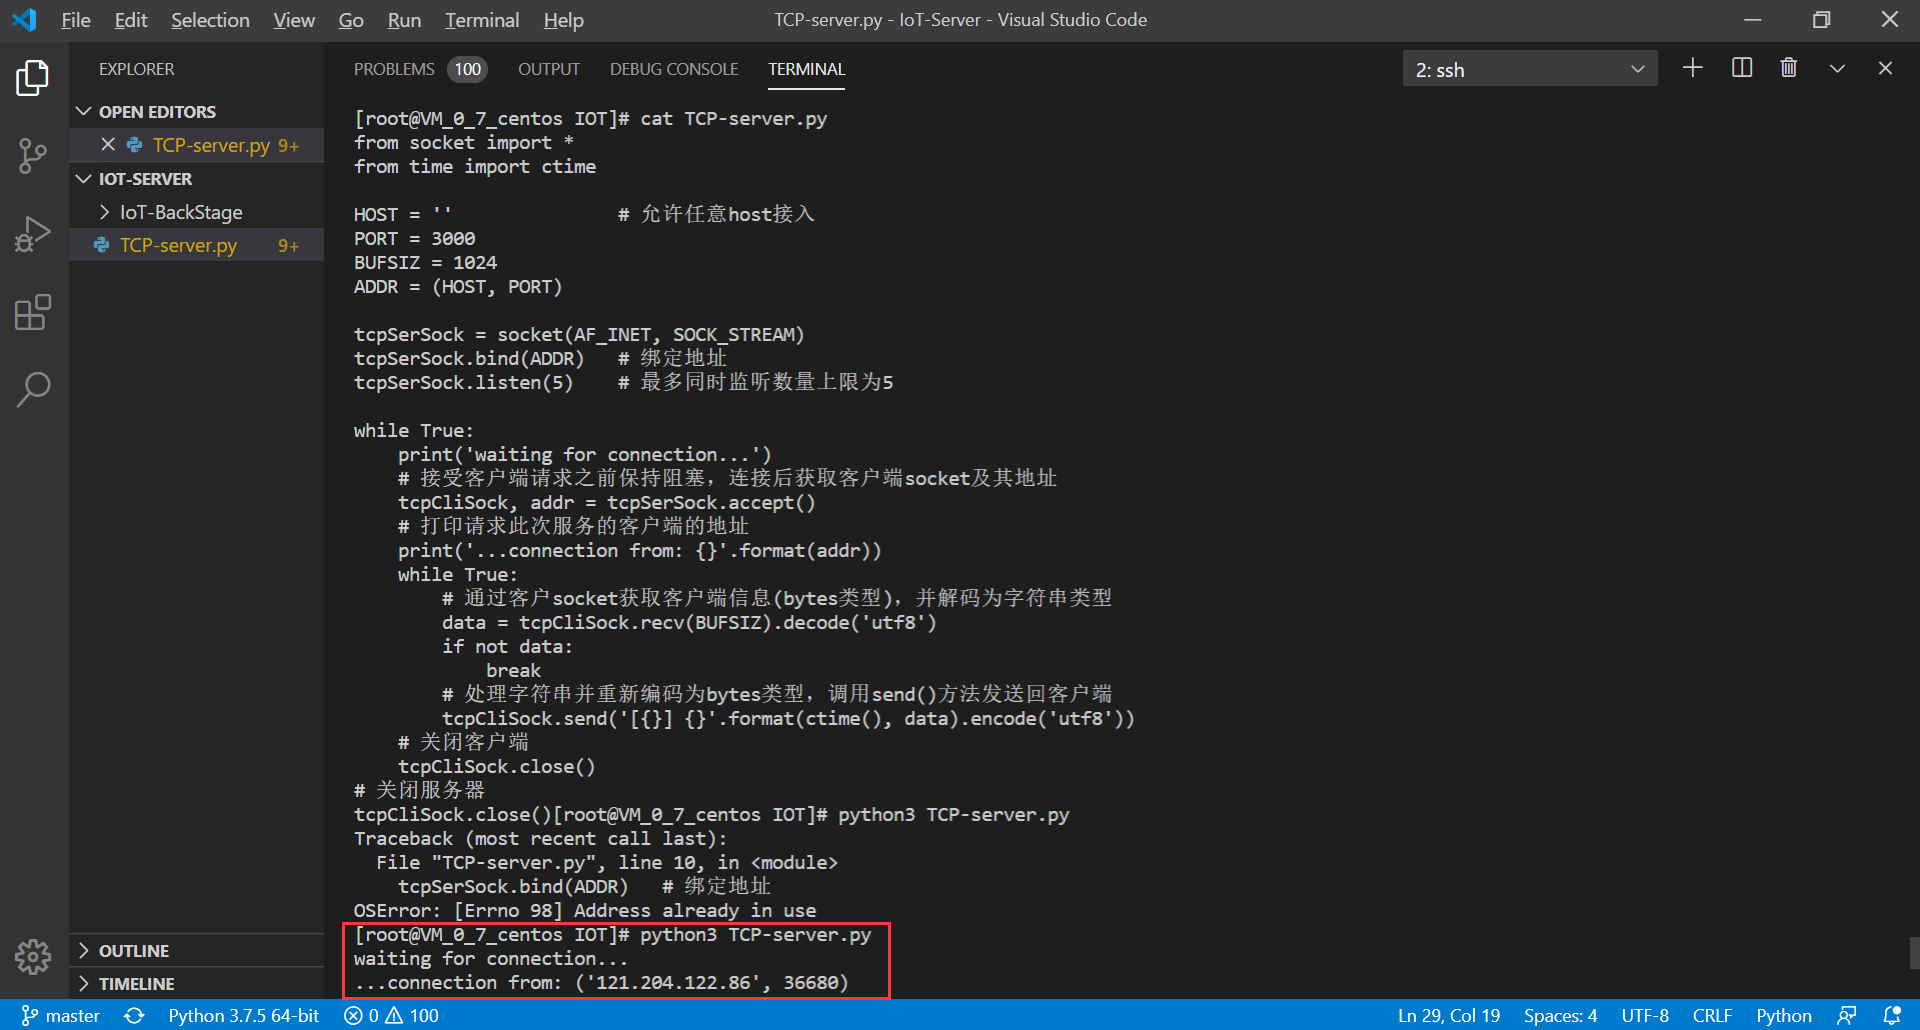 File Edit Selection View Go Run Terminal Help
TCP-server.py - IoT-Server - Visual Studio Code
EXPLORER
OPEN EDITORS
TCP-server.py 9+
IOT-SERVER
IoT-BackStage
TCP-server.py 9+
OUTLINE
TIMELINE
PROBLEMS 100 OUTPUT DEBUG CONSOLE TERMINAL
2: ssh
[root@VM_0_7_centos IOT]# cat TCP-server.py
from socket import *
from time import ctime
HOST = '' # 允许任意host接入
PORT = 3000
BUFSIZ = 1024
ADDR = (HOST, PORT)
tcpSerSock = socket(AF_INET, SOCK_STREAM)
tcpSerSock.bind(ADDR) # 绑定地址
tcpSerSock.listen(5) # 最多同时监听数量上限为5
while True:
print('waiting for connection...')
# 接受客户端请求之前保持阻塞，连接后获取客户端socket及其地址
tcpCliSock, addr = tcpSerSock.accept()
# 打印请求此次服务的客户端的地址
print('...connection from: {}'.format(addr))
while True:
# 通过客户socket获取客户端信息(bytes类型)，并解码为字符串类型
data = tcpCliSock.recv(BUFSIZ).decode('utf8')
if not data:
break
# 处理字符串并重新编码为bytes类型，调用send()方法发送回客户端
tcpCliSock.send('[{}] {}'.format(ctime(), data).encode('utf8'))
# 关闭客户端
tcpCliSock.close()
# 关闭服务器
tcpCliSock.close()[root@VM_0_7_centos IOT]# python3 TCP-server.py
Traceback (most recent call last):
File "TCP-server.py", line 10, in <module>
tcpSerSock.bind(ADDR) # 绑定地址
OSError: [Errno 98] Address already in use
[root@VM_0_7_centos IOT]# python3 TCP-server.py
waiting for connection...
...connection from: ('121.204.122.86', 36680)
master Python 3.7.5 64-bit 0 100 Ln 29, Col 19 Spaces: 4 UTF-8 CRLF Python